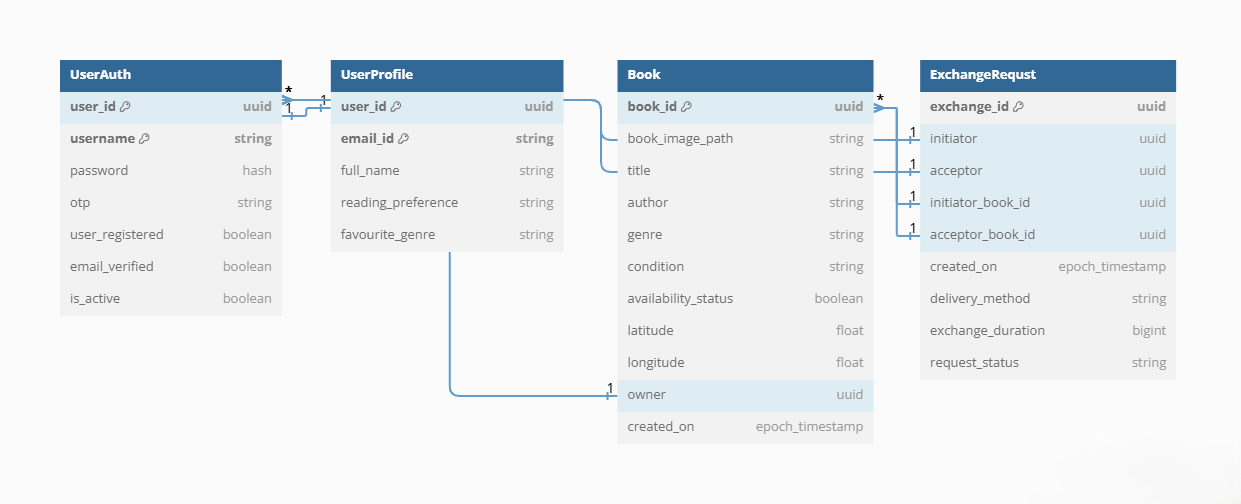 UserAuth
user_id uuid
username string
password hash
otp string
user_registered boolean
email_verified boolean
is_active boolean
* 1
1
UserProfile
user_id uuid
email_id string
full_name string
reading_preference string
favourite_genre string
1
Book
book_id uuid
book_image_path string
title string
author string
genre string
condition string
availability_status boolean
latitude float
longitude float
owner uuid
created_on epoch_timestamp
*
1
1
1
1
ExchangeRequst
exchange_id uuid
initiator uuid
acceptor uuid
initiator_book_id uuid
acceptor_book_id uuid
created_on epoch_timestamp
delivery_method string
exchange_duration bigint
request_status string